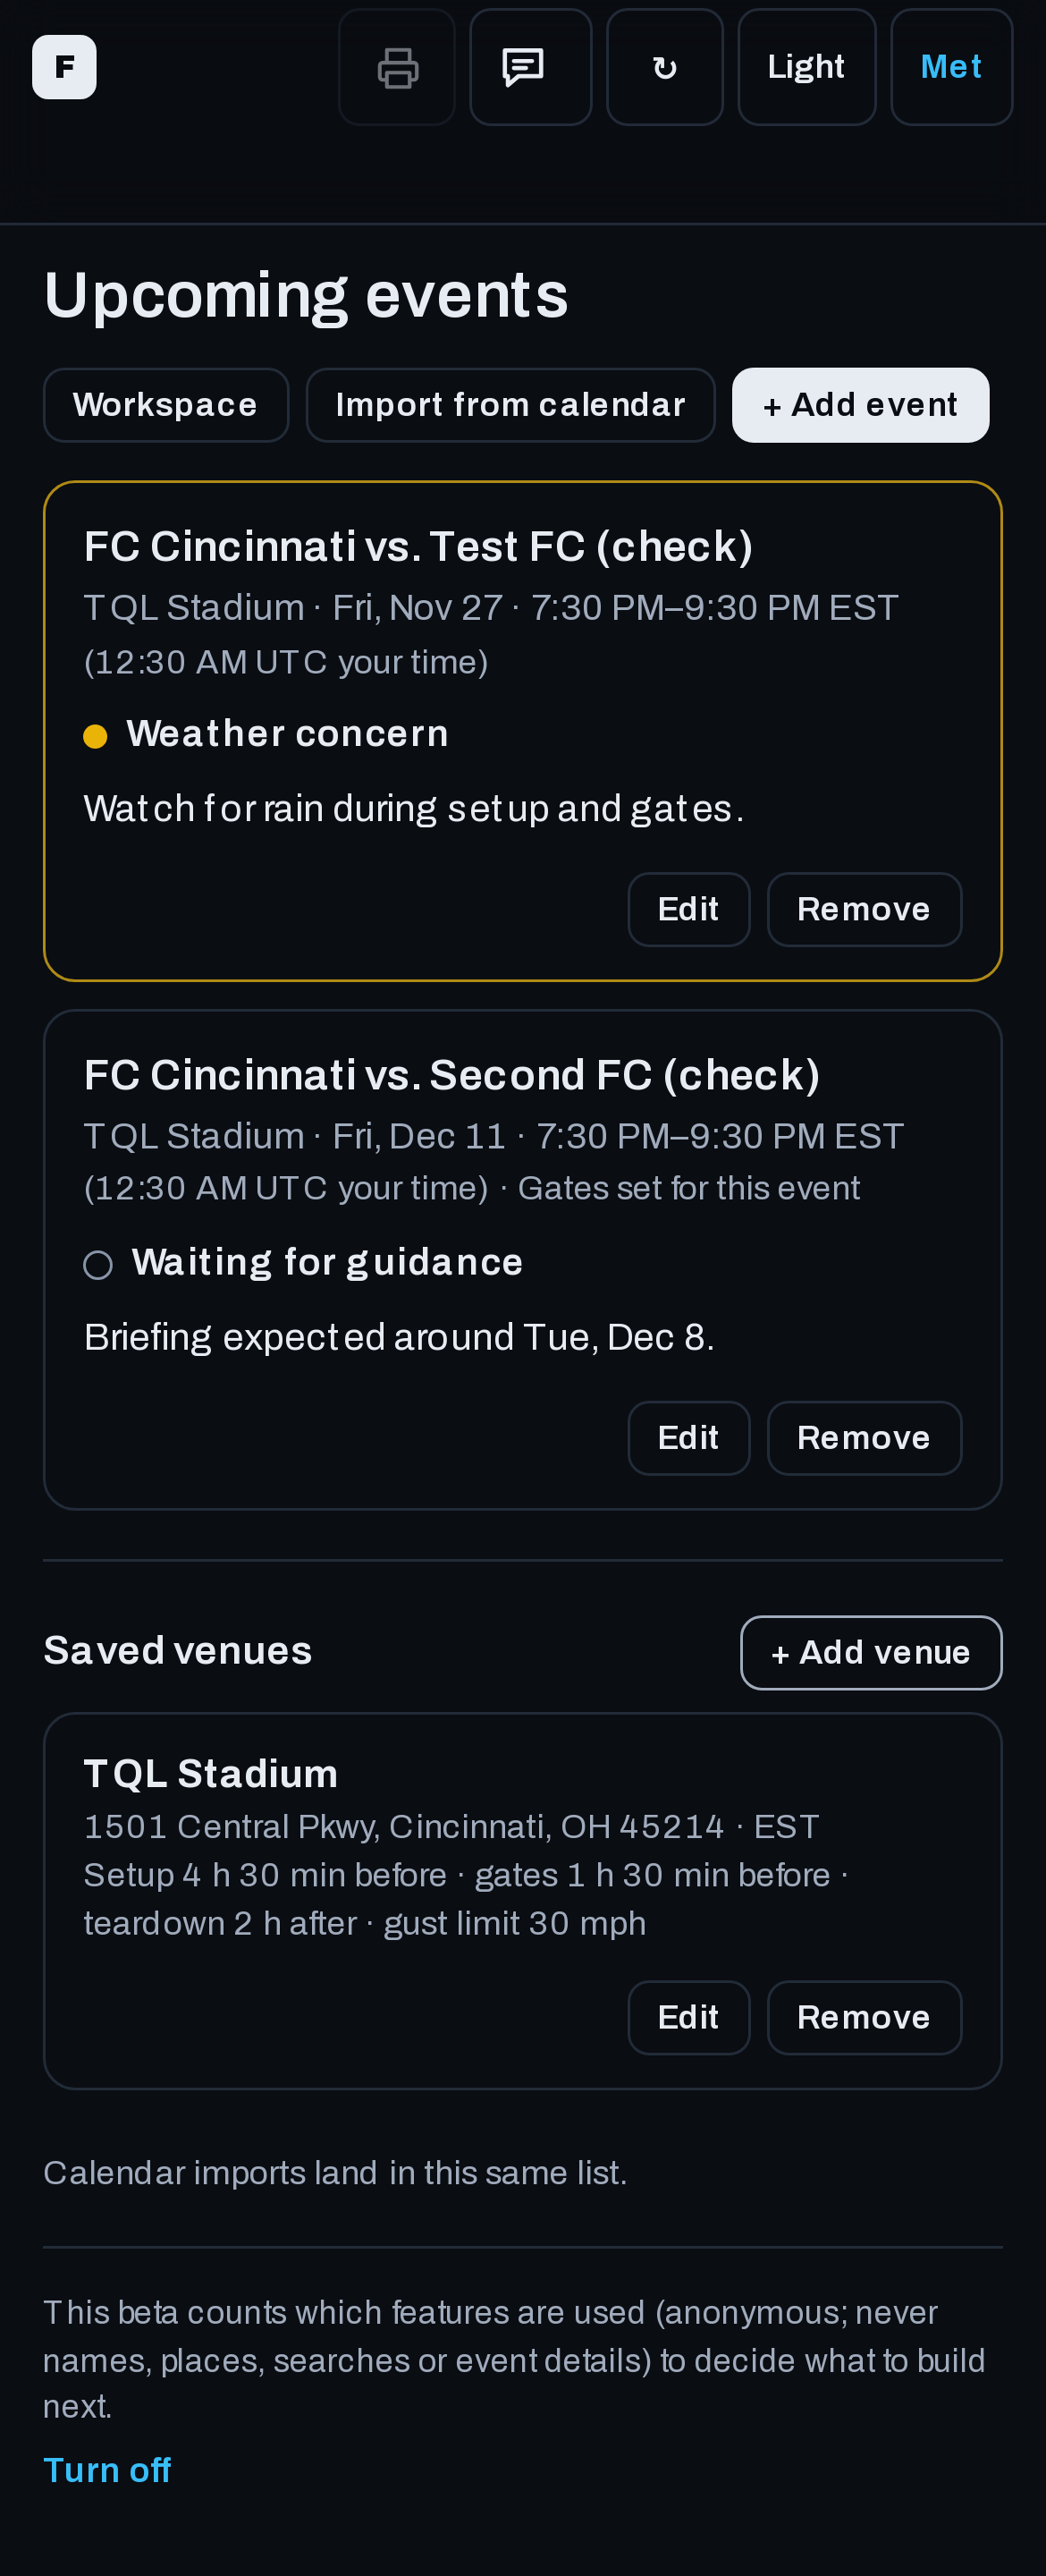 F
↻
Light
Met
Upcoming events
Workspace
Import from calendar
+ Add event
FC Cincinnati vs. Test FC (check)
TQL Stadium · Fri, Nov 27 · 7:30 PM–9:30 PM EST
(12:30 AM UTC your time)
Weather concern
Watch for rain during setup and gates.
Edit
Remove
FC Cincinnati vs. Second FC (check)
TQL Stadium · Fri, Dec 11 · 7:30 PM–9:30 PM EST
(12:30 AM UTC your time) · Gates set for this event
Waiting for guidance
Briefing expected around Tue, Dec 8.
Edit
Remove
Saved venues
+ Add venue
TQL Stadium
1501 Central Pkwy, Cincinnati, OH 45214 · EST
Setup 4 h 30 min before · gates 1 h 30 min before ·
teardown 2 h after · gust limit 30 mph
Edit
Remove
Calendar imports land in this same list.
This beta counts which features are used (anonymous; never
names, places, searches or event details) to decide what to build
next.
Turn off